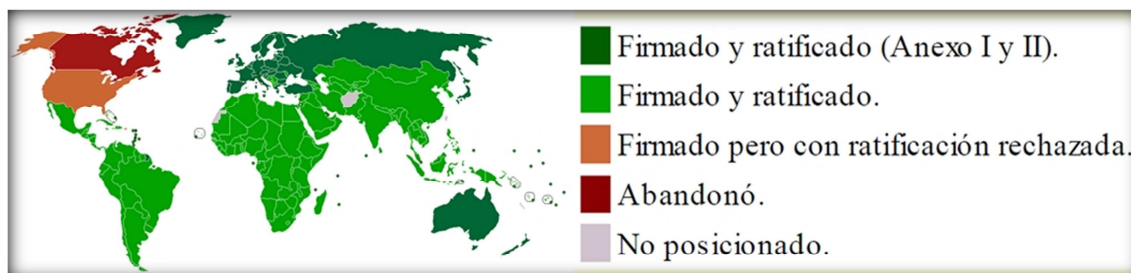 Firmado y ratificado (Anexo I y II).
Firmado y ratificado.
Firmado pero con ratificación rechazada.
Abandonó.
No posicionado.